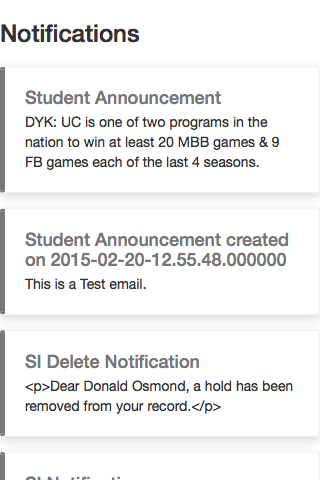 Notifications
Student Announcement
DYK: UC is one of two programs in the
nation to win at least 20 MBB games & 9
FB games each of the last 4 seasons.
Student Announcement created
on 2015-02-20-12.55.48.000000
This is a Test email.
SI Delete Notification
<p>Dear Donald Osmond, a hold has been
removed from your record.</p>
SI Notification